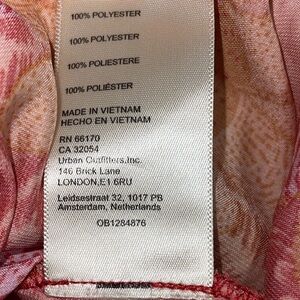 100% POLYESTER
100% POLYESTER
100% POLIESTERE
100% POLIÉSTER
MADE IN VIETNAM
HECHO EN VIETNAM
RN 66170
CA 32054
Urban Outfitters, Inc.
146 Brick Lane
LONDON, E1 6RU
Leidsestraat 32, 1017 PB
Amsterdam, Netherlands
OB1284876